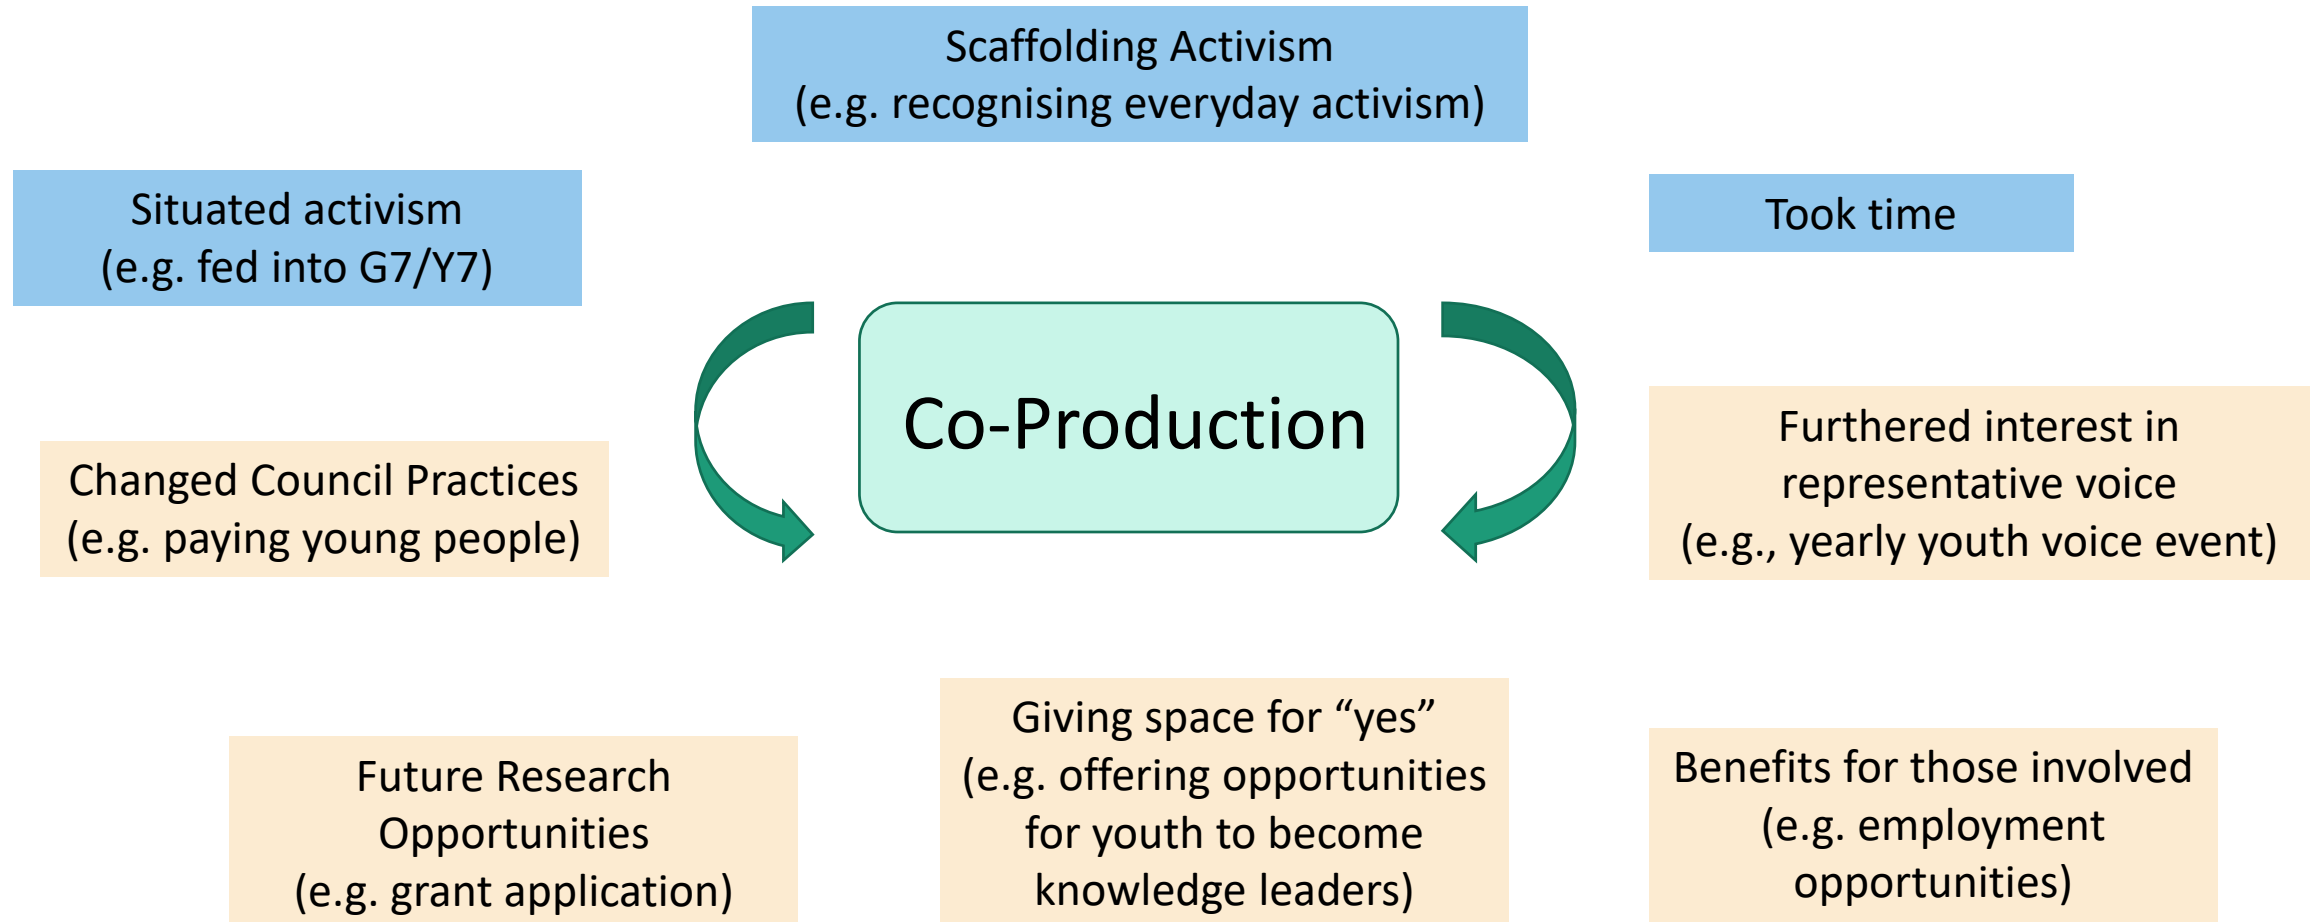 Scaffolding Activism
(e.g. recognising everyday activism)
Situated activism
(e.g. fed into G7/Y7)
Took time
Co-Production
Changed Council Practices
(e.g. paying young people)
Furthered interest in
representative voice
(e.g., yearly youth voice event)
Future Research
Opportunities
(e.g. grant application)
Giving space for “yes”
(e.g. offering opportunities
for youth to become
knowledge leaders)
Benefits for those involved
(e.g. employment
opportunities)